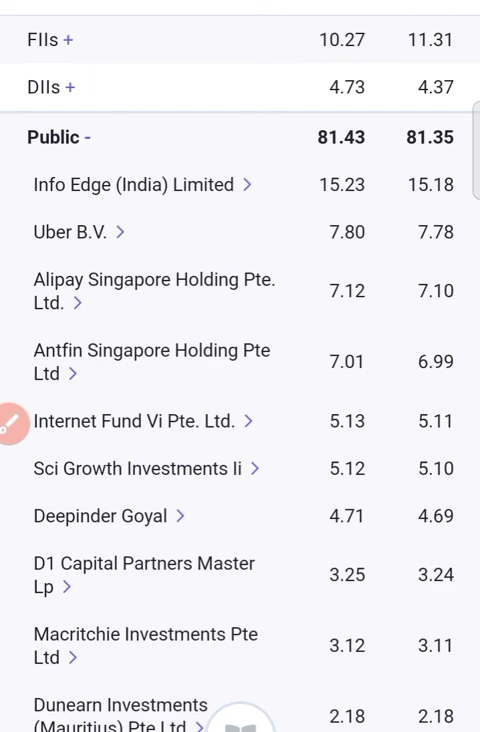 FIIs + 10.27 11.31
DIIs + 4.73 4.37
Public - 81.43 81.35
Info Edge (India) Limited > 15.23 15.18
Uber B.V. > 7.80 7.78
Alipay Singapore Holding Pte.
Ltd. > 7.12 7.10
Antfin Singapore Holding Pte
Ltd > 7.01 6.99
Internet Fund Vi Pte. Ltd. > 5.13 5.11
Sci Growth Investments Ii > 5.12 5.10
Deepinder Goyal > 4.71 4.69
D1 Capital Partners Master
Lp > 3.25 3.24
Macritchie Investments Pte
Ltd > 3.12 3.11
Dunearn Investments
(Mauritius) Pte Ltd > 2.18 2.18